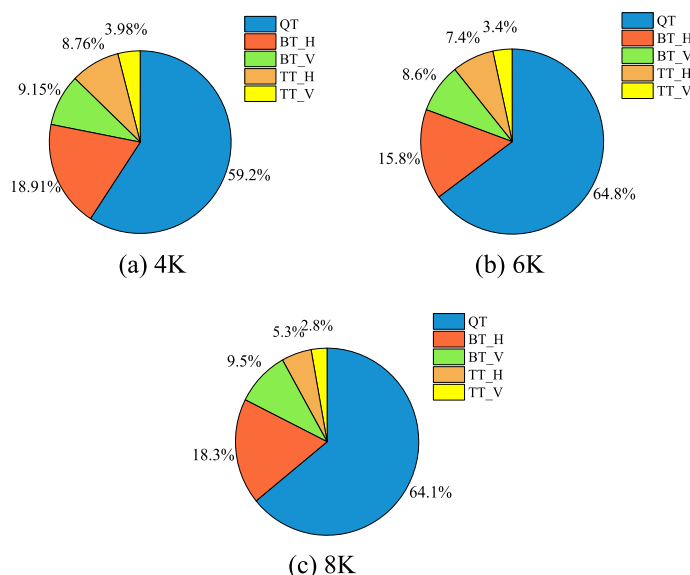 3.98%
8.76%
9.15%
18.91%
59.2%
QT
BT_H
BT_V
TT_H
TT_V
(a) 4K
3.4%
7.4%
8.6%
15.8%
64.8%
QT
BT_H
BT_V
TT_H
TT_V
(b) 6K
2.8%
5.3%
9.5%
18.3%
64.1%
QT
BT_H
BT_V
TT_H
TT_V
(c) 8K